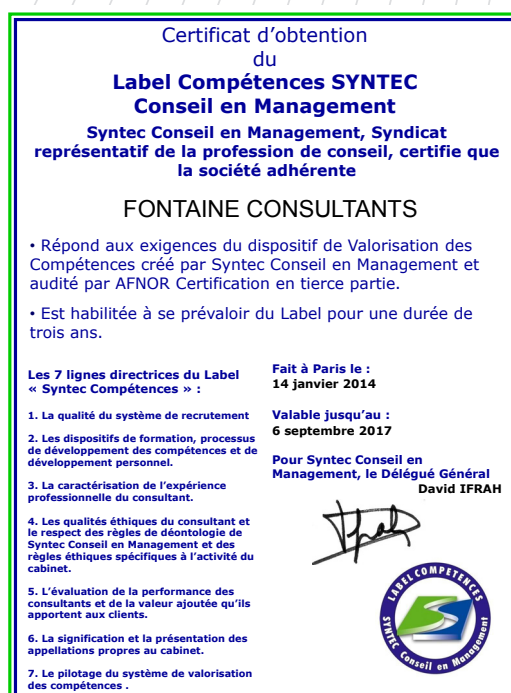 Certificat d’obtention
du
Label Compétences SYNTEC
Conseil en Management
Syntec Conseil en Management, Syndicat
représentatif de la profession de conseil, certifie que
la société adhérente
FONTAINE CONSULTANTS
• Répond aux exigences du dispositif de Valorisation des
Compétences créé par Syntec Conseil en Management et
audité par AFNOR Certification en tierce partie.
• Est habilitée à se prévaloir du Label pour une durée de
trois ans.
Les 7 lignes directrices du Label
« Syntec Compétences » :
1. La qualité du système de recrutement
2. Les dispositifs de formation, processus
de développement des compétences et de
développement personnel.
3. La caractérisation de l’expérience
professionnelle du consultant.
4. Les qualités éthiques du consultant et
le respect des règles de déontologie de
Syntec Conseil en Management et des
règles éthiques spécifiques à l’activité du
cabinet.
5. L’évaluation de la performance des
consultants et de la valeur ajoutée qu’ils
apportent aux clients.
6. La signification et la présentation des
appellations propres au cabinet.
7. Le pilotage du système de valorisation
des compétences .
Fait à Paris le :
14 janvier 2014
Valable jusqu’au :
6 septembre 2017
Pour Syntec Conseil en
Management, le Délégué Général
David IFRAH
LABEL COMPETENCES
SYNTEC Conseil en Management